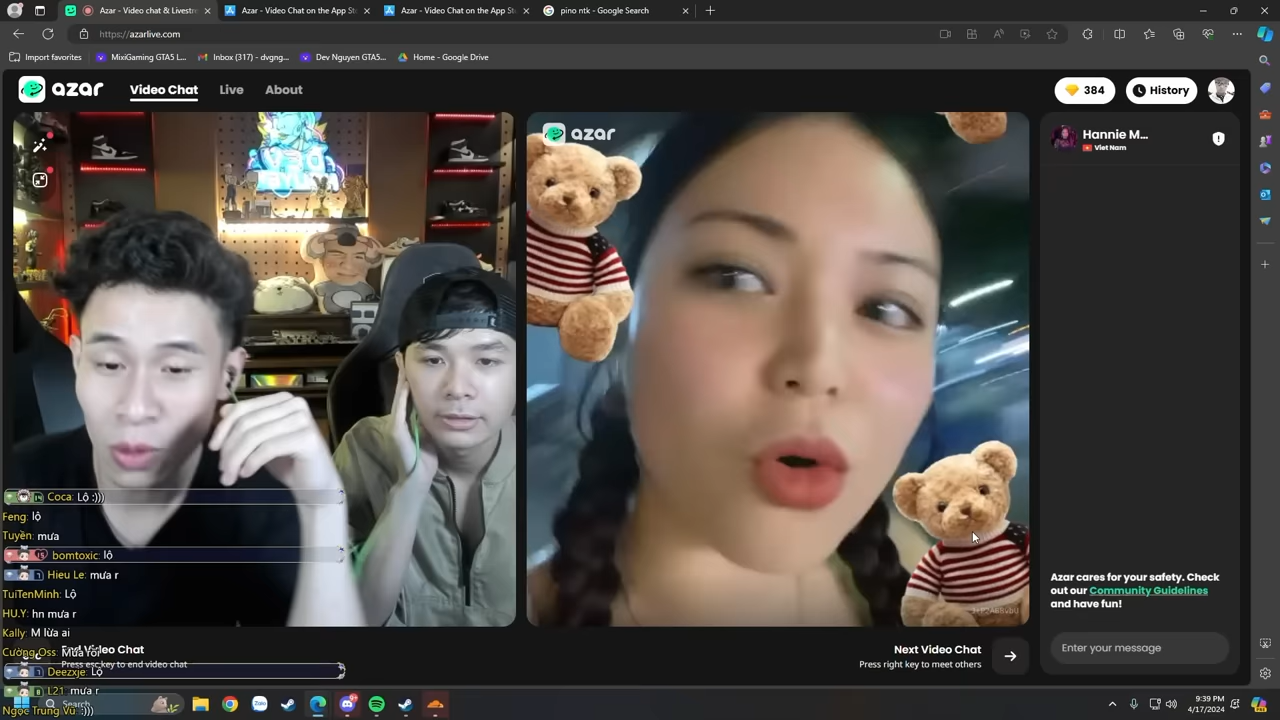 Azar - Video chat & Livestre
Azar - Video Chat on the App St
Azar - Video Chat on the App St
pino ntk - Google Search
https://azarlive.com
Import favorites
MixiGaming GTA5 L...
Inbox (317) - dvgng...
Dev Nguyen GTA5...
Home - Google Drive
azar
Video Chat
Live
About
384
History
azar
Hannie M...
Viet Nam
Coca: Lộ :)))
Feng: lộ
Tuyền: mưa
bomtoxic: lộ
Hieu Le: mưa r
TuiTenMinh: Lộ
HU.Y: hn mưa r
Kally: M lừa ai
Cường Oss: Mưa rồi
Deezxje: Lộ
L21: mưa r
Ngọc Trung Vũ: :)))
End Video Chat
Press esc key to end video chat
Next Video Chat
Press right key to meet others
Azar cares for your safety. Check
out our Community Guidelines
and have fun!
Enter your message
Search
Zalo
9:39 PM
4/17/2024